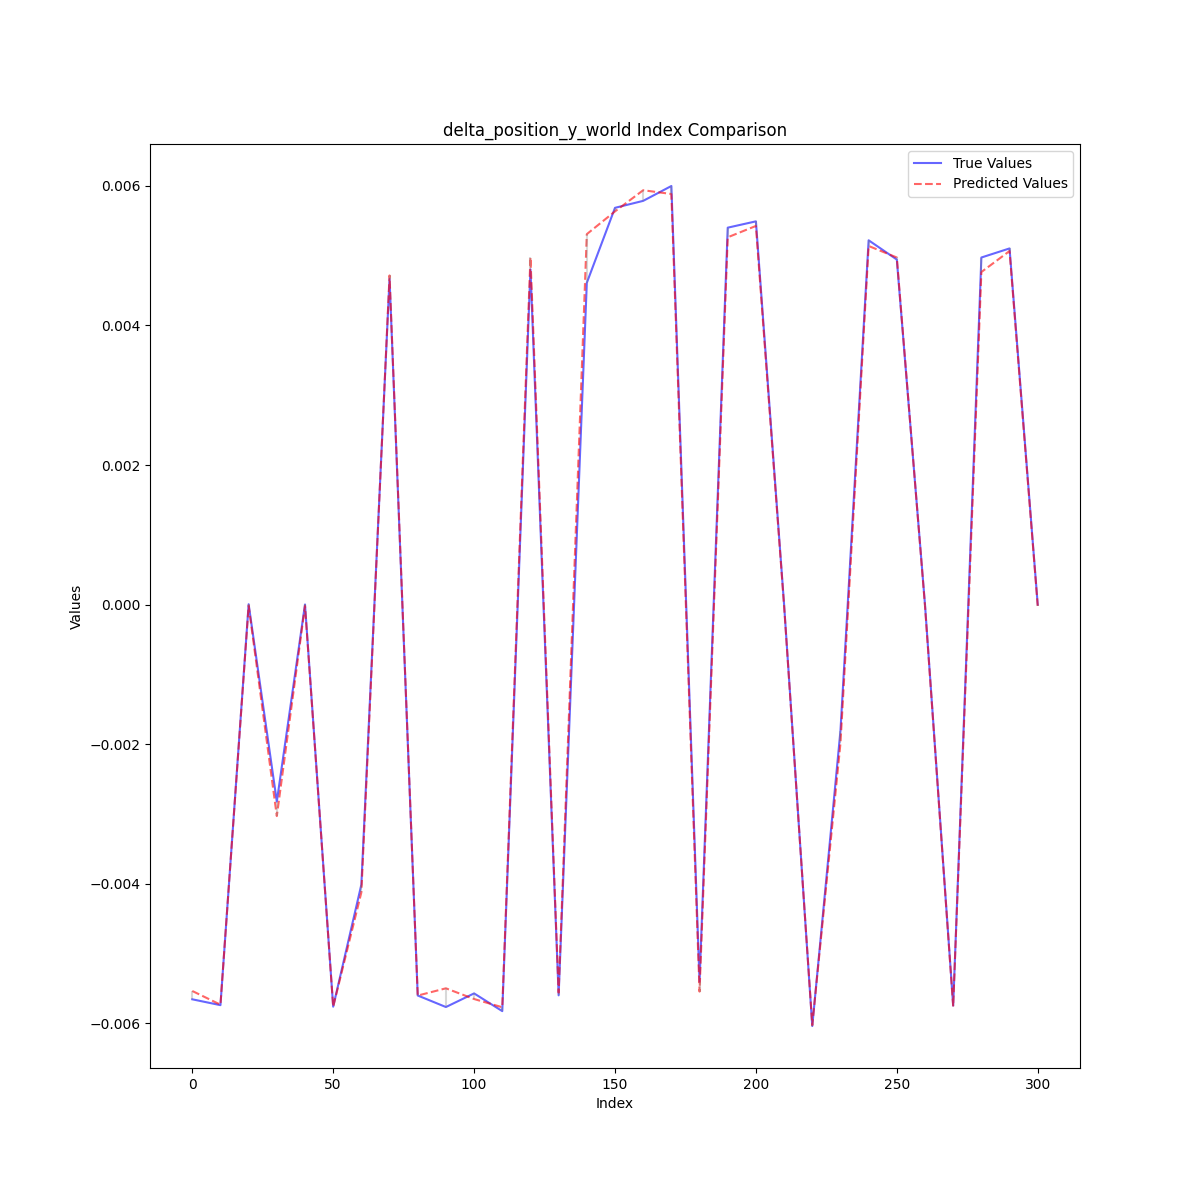 delta_position_y_world Index Comparison
True Values
Predicted Values
0.006
0.004
0.002
0.000
−0.002
−0.004
−0.006
Values
0 50 100 150 200 250 300
Index